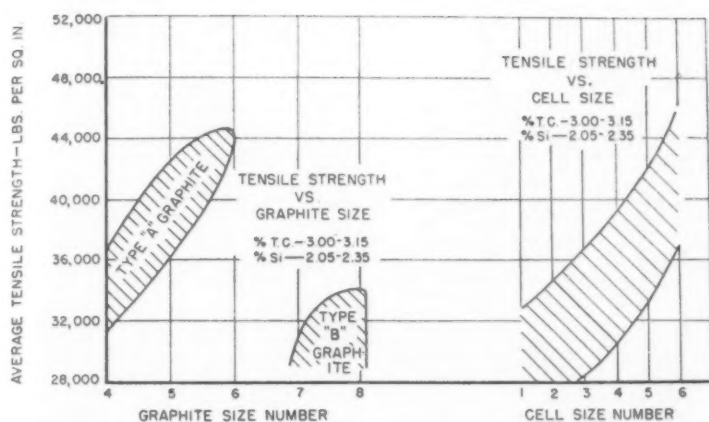 AVERAGE TENSILE STRENGTH—LBS. PER SQ. IN.
52,000
48,000
44,000
40,000
36,000
32,000
28,000
TYPE "A" GRAPHITE
TENSILE STRENGTH
VS.
GRAPHITE SIZE
% T.C.—3.00-3.15
% Si—2.05-2.35
TYPE
"B"
GRAPH-
ITE
4 5 6 7 8
GRAPHITE SIZE NUMBER
TENSILE STRENGTH
VS.
CELL SIZE
% T.C.—3.00-3.15
% Si—2.05-2.35
1 2 3 4 5 6
CELL SIZE NUMBER